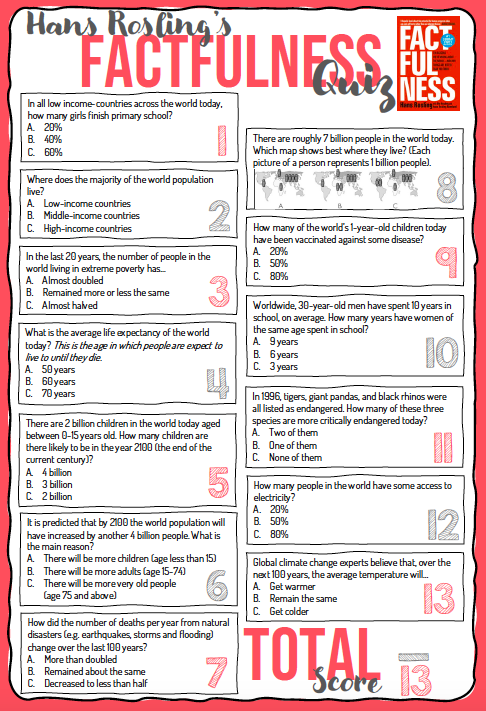 Hans Rosling's
FACTFULNESS
Quiz
FACT
FUL
NESS
Hans Rosling
In all low income- countries across the world today,
how many girls finish primary school?
A. 20%
B. 40%
C. 60%
1
Where does the majority of the world population
live?
A. Low-income countries
B. Middle-income countries
C. High-income countries
2
In the last 20 years, the number of people in the
world living in extreme poverty has...
A. Almost doubled
B. Remained more or less the same
C. Almost halved
3
What is the average life expectancy of the world
today? This is the age in which people are expect to
live to until they die.
A. 50 years
B. 60 years
C. 70 years
4
There are 2 billion children in the world today aged
between 0-15 years old. How many children are
there likely to be in the year 2100 (the end of the
current century)?
A. 4 billion
B. 3 billion
C. 2 billion
5
It is predicted that by 2100 the world population will
have increased by another 4 billion people. What is
the main reason?
A. There will be more children (age less than 15)
B. There will be more adults (age 15-74)
C. There will be more very old people
(age 75 and above)
6
How did the number of deaths per year from natural
disasters (e.g. earthquakes, storms and flooding)
change over the last 100 years?
A. More than doubled
B. Remained about the same
C. Decreased to less than half
7
There are roughly 7 billion people in the world today.
Which map shows best where they live? (Each
picture of a person represents 1 billion people).
A B C
8
How many of the world's 1-year-old children today
have been vaccinated against some disease?
A. 20%
B. 50%
C. 80%
9
Worldwide, 30-year-old men have spent 10 years in
school, on average. How many years have women of
the same age spent in school?
A. 9 years
B. 6 years
C. 3 years
10
In 1996, tigers, giant pandas, and black rhinos were
all listed as endangered. How many of these three
species are more critically endangered today?
A. Two of them
B. One of them
C. None of them
11
How many people in the world have some access to
electricity?
A. 20%
B. 50%
C. 80%
12
Global climate change experts believe that, over the
next 100 years, the average temperature will...
A. Get warmer
B. Remain the same
C. Get colder
13
TOTAL
Score
13